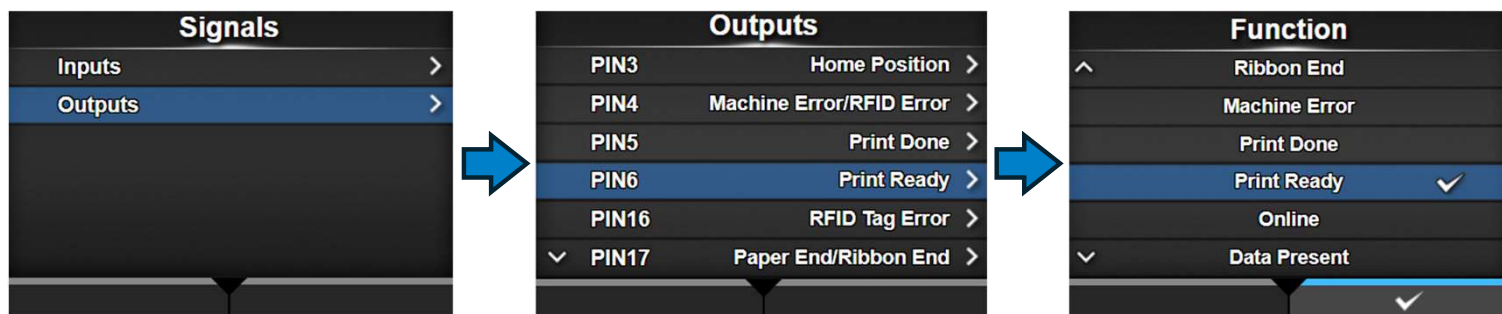 Signals
Inputs
Outputs
Outputs
PIN3 Home Position
PIN4 Machine Error/RFID Error
PIN5 Print Done
PIN6 Print Ready
PIN16 RFID Tag Error
PIN17 Paper End/Ribbon End
Function
Ribbon End
Machine Error
Print Done
Print Ready
Online
Data Present